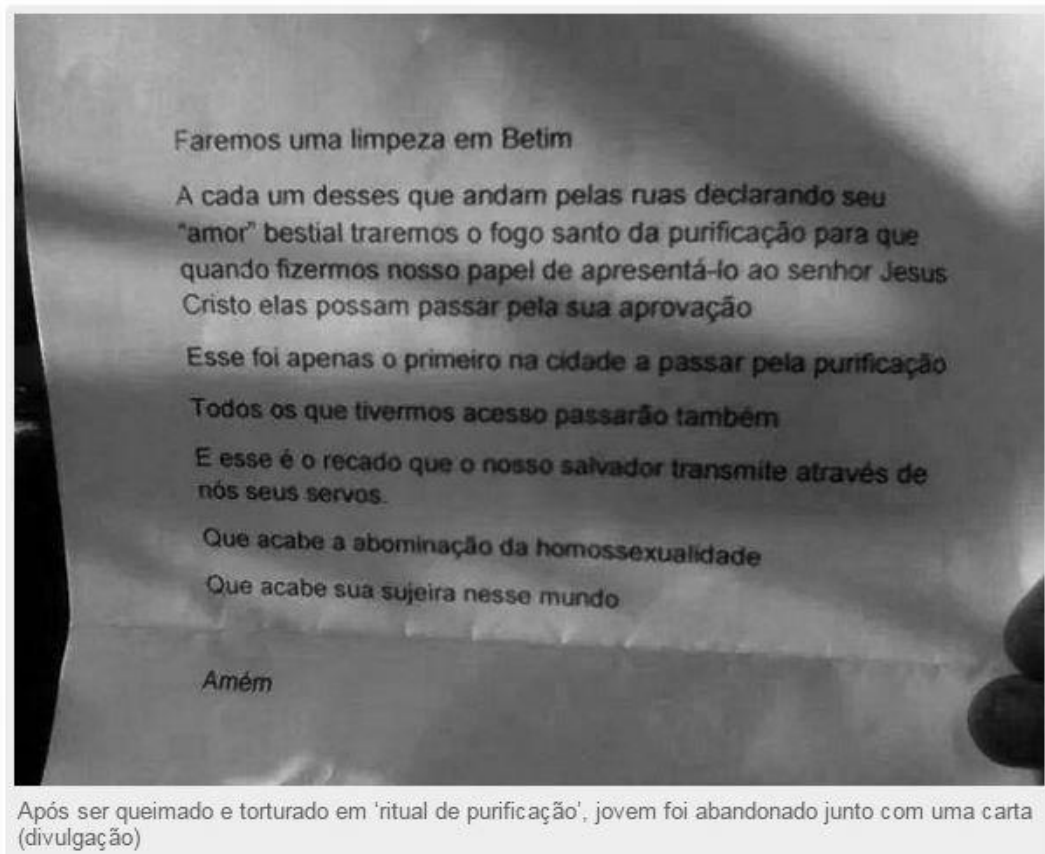 Faremos uma limpeza em Betim
A cada um desses que andam pelas ruas declarando seu
"amor" bestial traremos o fogo santo da purificação para que
quando fizermos nosso papel de apresentá-lo ao senhor Jesus
Cristo elas possam passar pela sua aprovação
Esse foi apenas o primeiro na cidade a passar pela purificação
Todos os que tivermos acesso passarão também
E esse é o recado que o nosso salvador transmite através de
nós seus servos.
Que acabe a abominação da homossexualidade
Que acabe sua sujeira nesse mundo
Amém
Após ser queimado e torturado em 'ritual de purificação', jovem foi abandonado junto com uma carta
(divulgação)